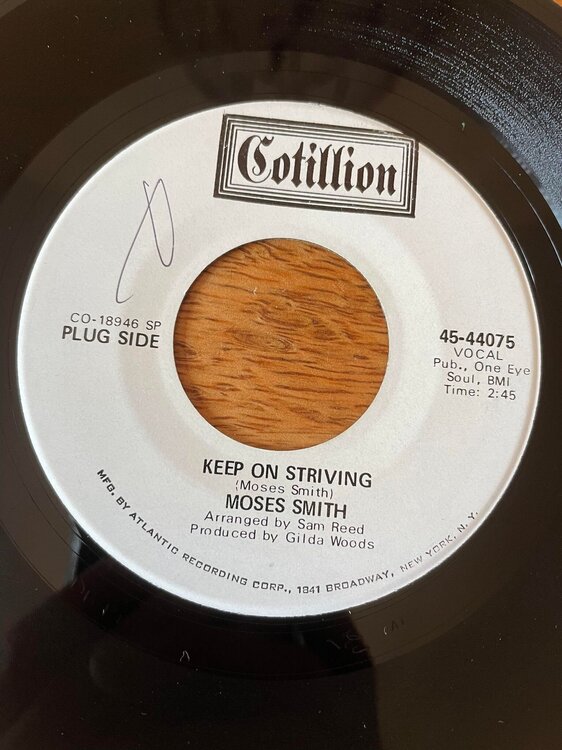 Cotillion
CO-18946 SP
PLUG SIDE
45-44075
VOCAL
Pub., One Eye
Soul, BMI
Time: 2:45
KEEP ON STRIVING
(Moses Smith)
MOSES SMITH
Arranged by Sam Reed
Produced by Gilda Woods
MFG. BY ATLANTIC RECORDING CORP., 1841 BROADWAY, NEW YORK, N. Y.